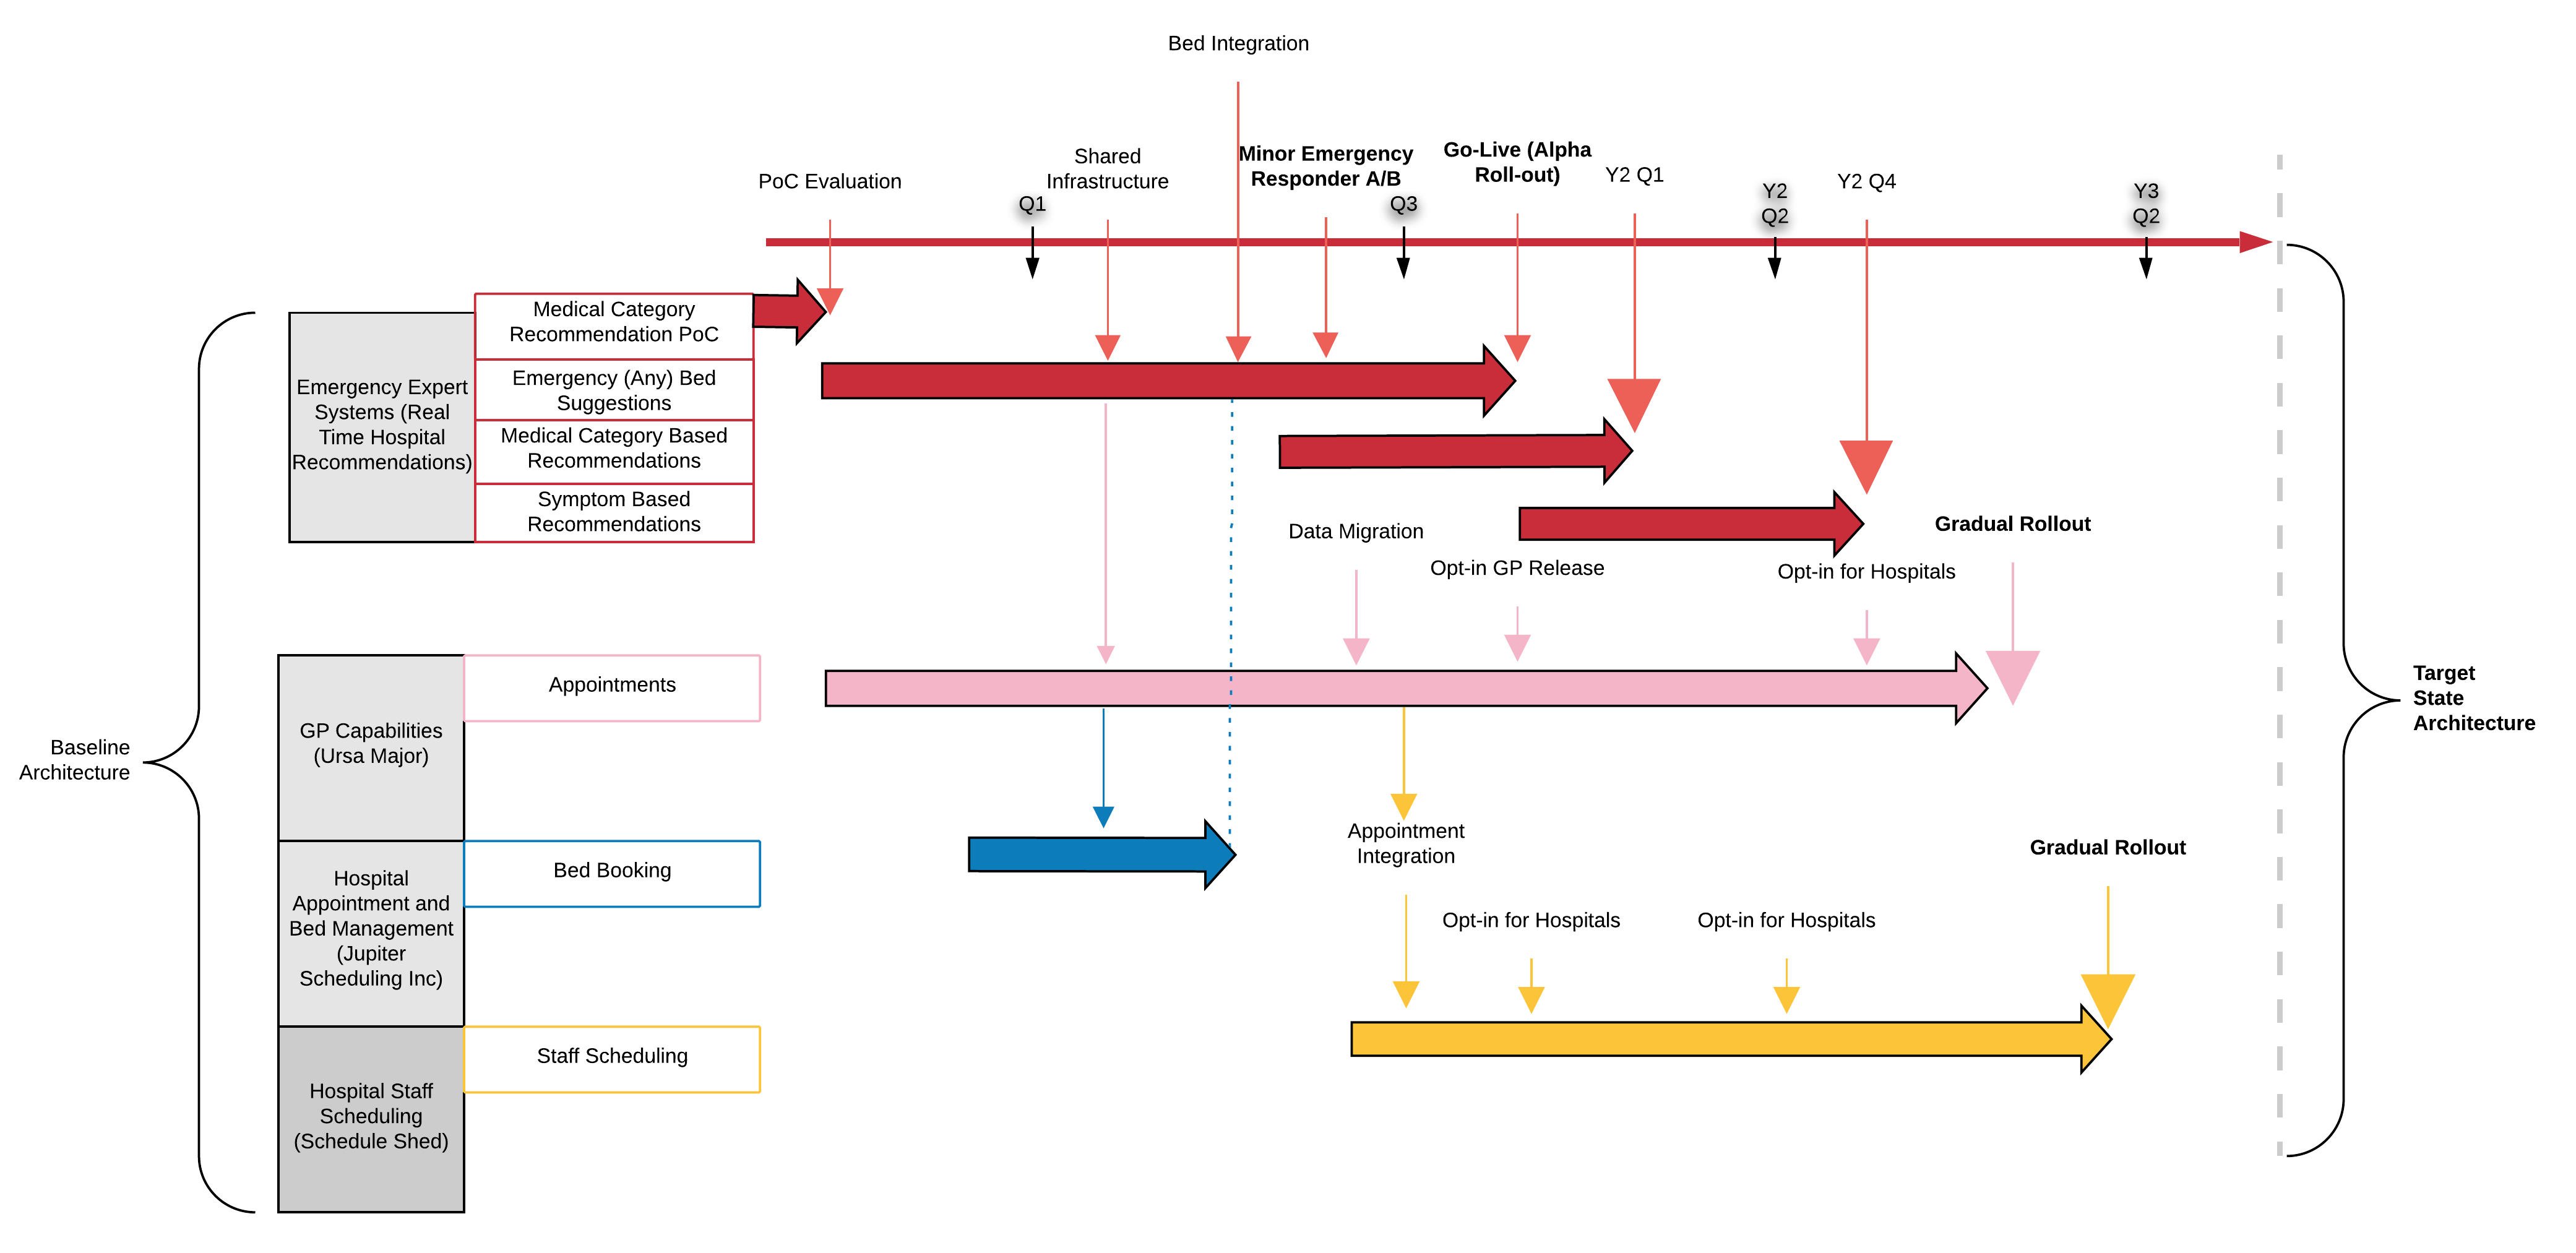 Bed Integration
Minor Emergency
Responder A/B
Go-Live (Alpha
Roll-out)
Shared
Infrastructure
PoC Evaluation
Y2 Q1
Y2 Q4
Q1
Q3
Y2
Q2
Y3
Q2
Medical Category
Recommendation PoC
Emergency (Any) Bed
Suggestions
Medical Category Based
Recommendations
Symptom Based
Recommendations
Emergency Expert
Systems (Real
Time Hospital
Recommendations)
Data Migration
Opt-in GP Release
Opt-in for Hospitals
Gradual Rollout
Baseline
Architecture
GP Capabilities
(Ursa Major)
Appointments
Target
State
Architecture
Hospital
Appointment and
Bed Management
(Jupiter
Scheduling Inc)
Bed Booking
Appointment
Integration
Opt-in for Hospitals
Opt-in for Hospitals
Gradual Rollout
Hospital Staff
Scheduling
(Schedule Shed)
Staff Scheduling